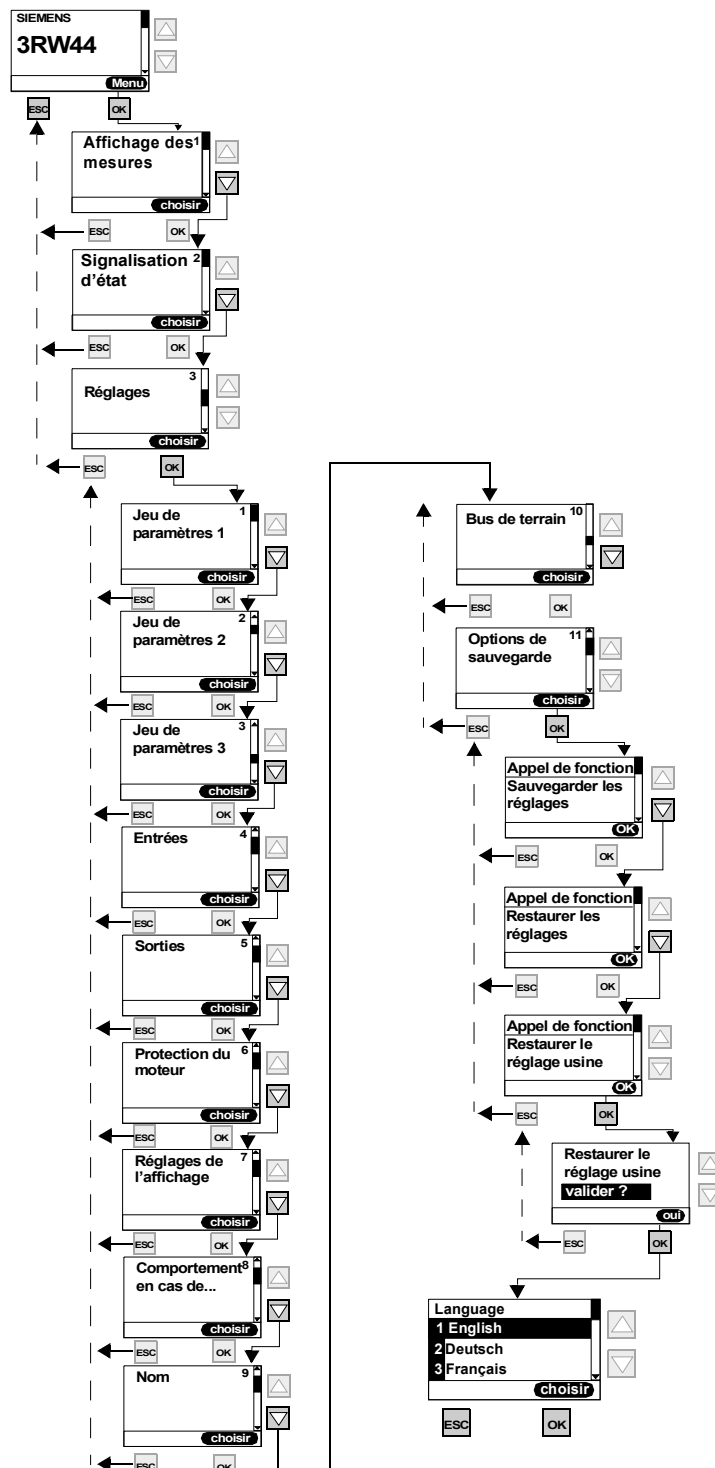 SIEMENS
3RW44
Menu
ESC
OK
Affichage des 1
mesures
choisir
ESC
OK
Signalisation 2
d'état
choisir
ESC
OK
3
Réglages
choisir
ESC
OK
Jeu de 1
paramètres 1
choisir
ESC
OK
Jeu de 2
paramètres 2
choisir
ESC
OK
Jeu de 3
paramètres 3
choisir
ESC
OK
Entrées 4
choisir
ESC
OK
Sorties 5
choisir
ESC
OK
Protection du 6
moteur
choisir
ESC
OK
Réglages de 7
l'affichage
choisir
ESC
OK
Comportement 8
en cas de...
choisir
ESC
OK
Nom 9
choisir
ESC
OK
Bus de terrain 10
choisir
ESC
OK
Options de 11
sauvegarde
choisir
ESC
OK
Appel de fonction
Sauvegarder les
réglages
OK
ESC
OK
Appel de fonction
Restaurer les
réglages
OK
ESC
OK
Appel de fonction
Restaurer le
réglage usine
OK
ESC
OK
Restaurer le
réglage usine
valider ?
oui
ESC
OK
Language
1 English
2 Deutsch
3 Français
choisir
ESC
OK